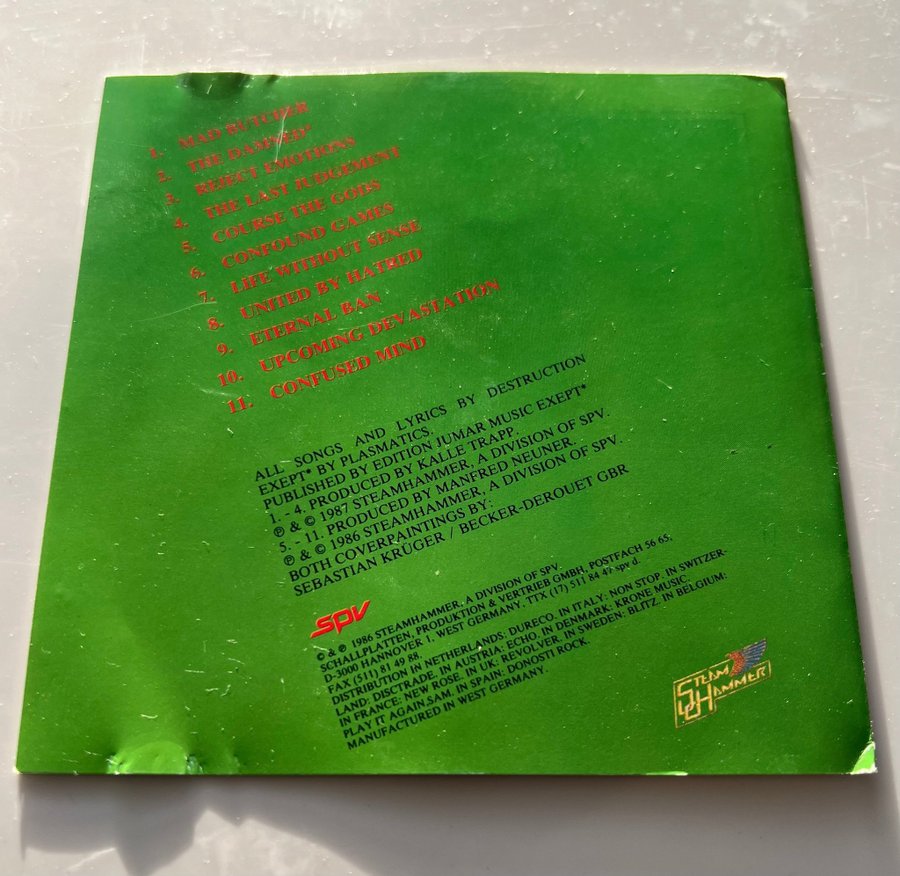 1. MAD BUTCHER
2. THE DAMNED*
3. REJECT EMOTIONS
4. THE LAST JUDGEMENT
5. COURSE THE GODS
6. CONFOUND GAMES
7. LIFE WITHOUT SENSE
8. UNITED BY HATRED
9. ETERNAL BAN
10. UPCOMING DEVASTATION
11. CONFUSED MIND
ALL SONGS AND LYRICS BY DESTRUCTION
EXEPT* BY PLASMATICS.
PUBLISHED BY EDITION JUMAR MUSIC EXEPT*
1. - 4. PRODUCED BY KALLE TRAPP.
℗ & © 1987 STEAMHAMMER, A DIVISION OF SPV.
5. - 11. PRODUCED BY MANFRED NEUNER.
℗ & © 1986 STEAMHAMMER, A DIVISION OF SPV.
BOTH COVERPAINTINGS BY:
SEBASTIAN KRÜGER / BECKER-DEROUET GBR
spv
© & ℗ 1986 STEAMHAMMER, A DIVISION OF SPV.
SCHALLPLATTEN, PRODUKTION & VERTRIEB GMBH, POSTFACH 56 65,
D-3000 HANNOVER 1, WEST GERMANY, TTX (17) 511 84 47 spv d.
FAX (511) 81 49 88
DISTRIBUTION IN NETHERLANDS: DURECO. IN ITALY: NON STOP. IN SWITZER-
LAND: DISCTRADE, IN AUSTRIA: ECHO. IN DENMARK: KRONE MUSIC.
IN FRANCE: NEW ROSE. IN UK: REVOLVER. IN SWEDEN: BLITZ. IN BELGIUM:
PLAY IT AGAIN.SAM. IN SPAIN: DONOSTI ROCK.
MANUFACTURED IN WEST GERMANY.
STEAM
HAMMER